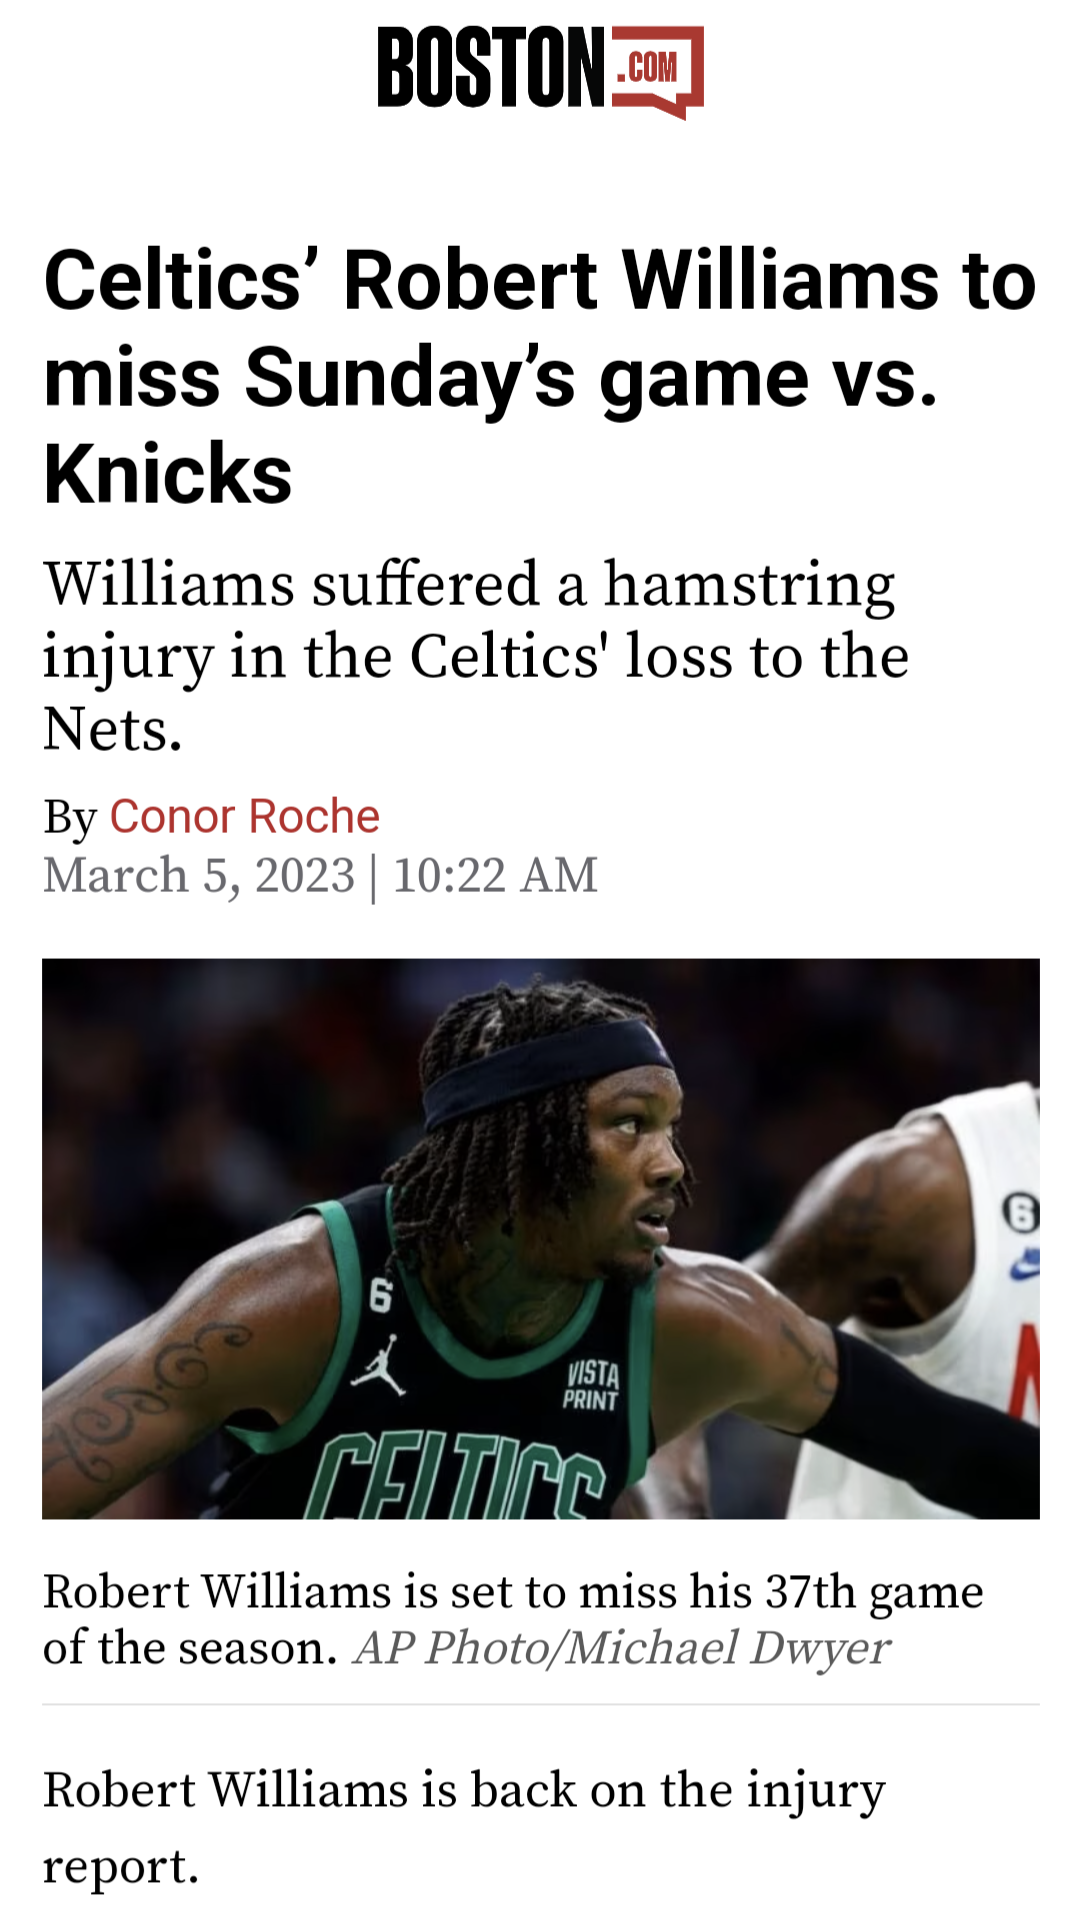 BOSTON.COM
Celtics’ Robert Williams to
miss Sunday’s game vs.
Knicks
Williams suffered a hamstring
injury in the Celtics' loss to the
Nets.
By Conor Roche
March 5, 2023 | 10:22 AM
6
6
VISTA
PRINT
CELTICS
Robert Williams is set to miss his 37th game
of the season. AP Photo/Michael Dwyer
Robert Williams is back on the injury
report.